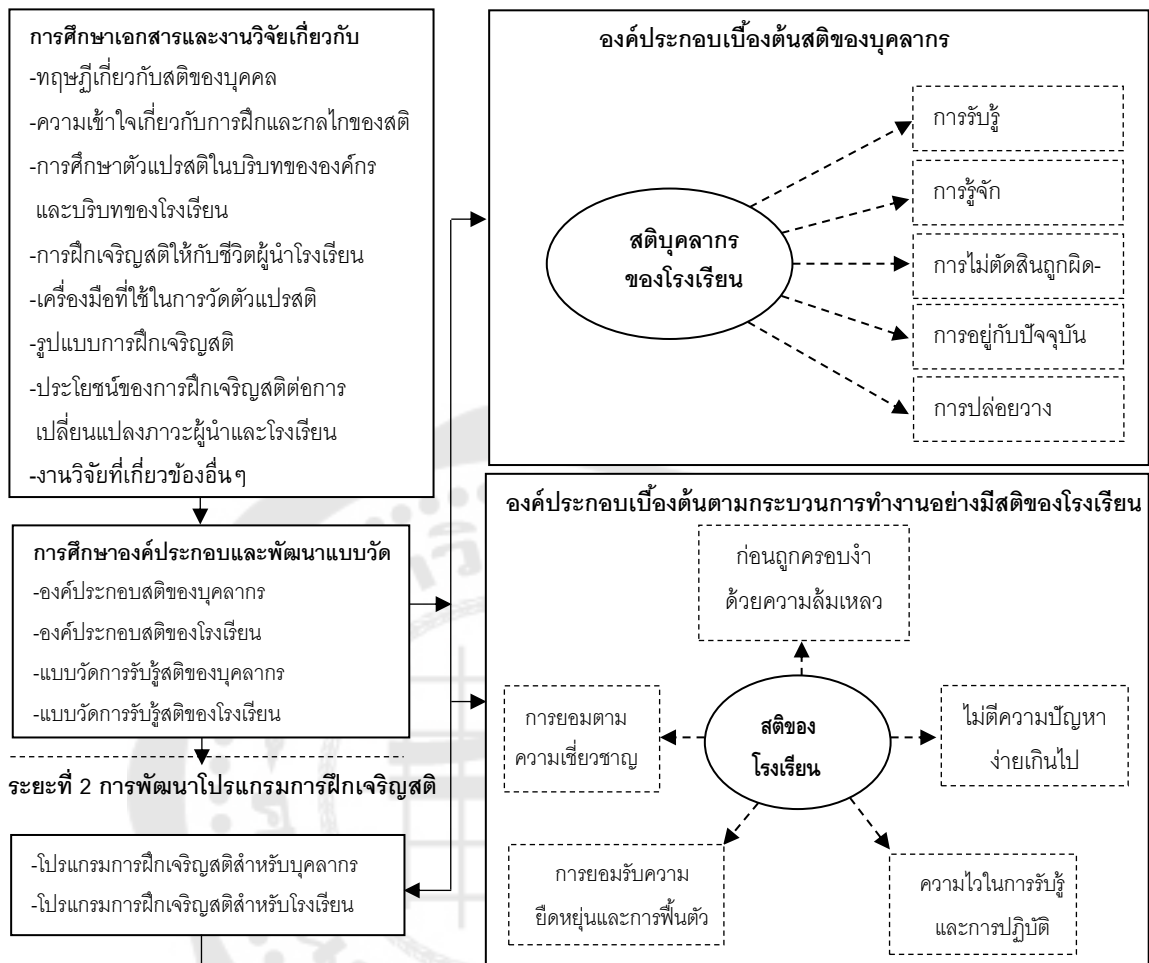 การศึกษาเอกสารและงานวิจัยเกี่ยวกับ
-ทฤษฏีเกี่ยวกับสติของบุคคล
-ความเข้าใจเกี่ยวกับการฝึกและกลไกของสติ
-การศึกษาตัวแปรสติในบริบทขององค์กร
และบริบทของโรงเรียน
-การฝึกเจริญสติให้กับชีวิตผู้นำโรงเรียน
-เครื่องมือที่ใช้ในการวัดตัวแปรสติ
-รูปแบบการฝึกเจริญสติ
-ประโยชน์ของการฝึกเจริญสติต่อการ
เปลี่ยนแปลงภาวะผู้นำและโรงเรียน
-งานวิจัยที่เกี่ยวข้องอื่นๆ
การศึกษาองค์ประกอบและพัฒนาแบบวัด
-องค์ประกอบสติของบุคลากร
-องค์ประกอบสติของโรงเรียน
-แบบวัดการรับรู้สติของบุคลากร
-แบบวัดการรับรู้สติของโรงเรียน
ระยะที่ 2 การพัฒนาโปรแกรมการฝึกเจริญสติ
-โปรแกรมการฝึกเจริญสติสำหรับบุคลากร
-โปรแกรมการฝึกเจริญสติสำหรับโรงเรียน
องค์ประกอบเบื้องต้นสติของบุคลากร
สติบุคลากร
ของโรงเรียน
การรับรู้
การรู้จัก
การไม่ตัดสินถูกผิด-
การอยู่กับปัจจุบัน
การปล่อยวาง
องค์ประกอบเบื้องต้นตามกระบวนการทำงานอย่างมีสติของโรงเรียน
ก่อนถูกครอบงำ
ด้วยความล้มเหลว
การยอมตาม
ความเชี่ยวชาญ
สติของ
โรงเรียน
ไม่ตีความปัญหา
ง่ายเกินไป
การยอมรับความ
ยืดหยุ่นและการฟื้นตัว
ความไวในการรับรู้
และการปฏิบัติ